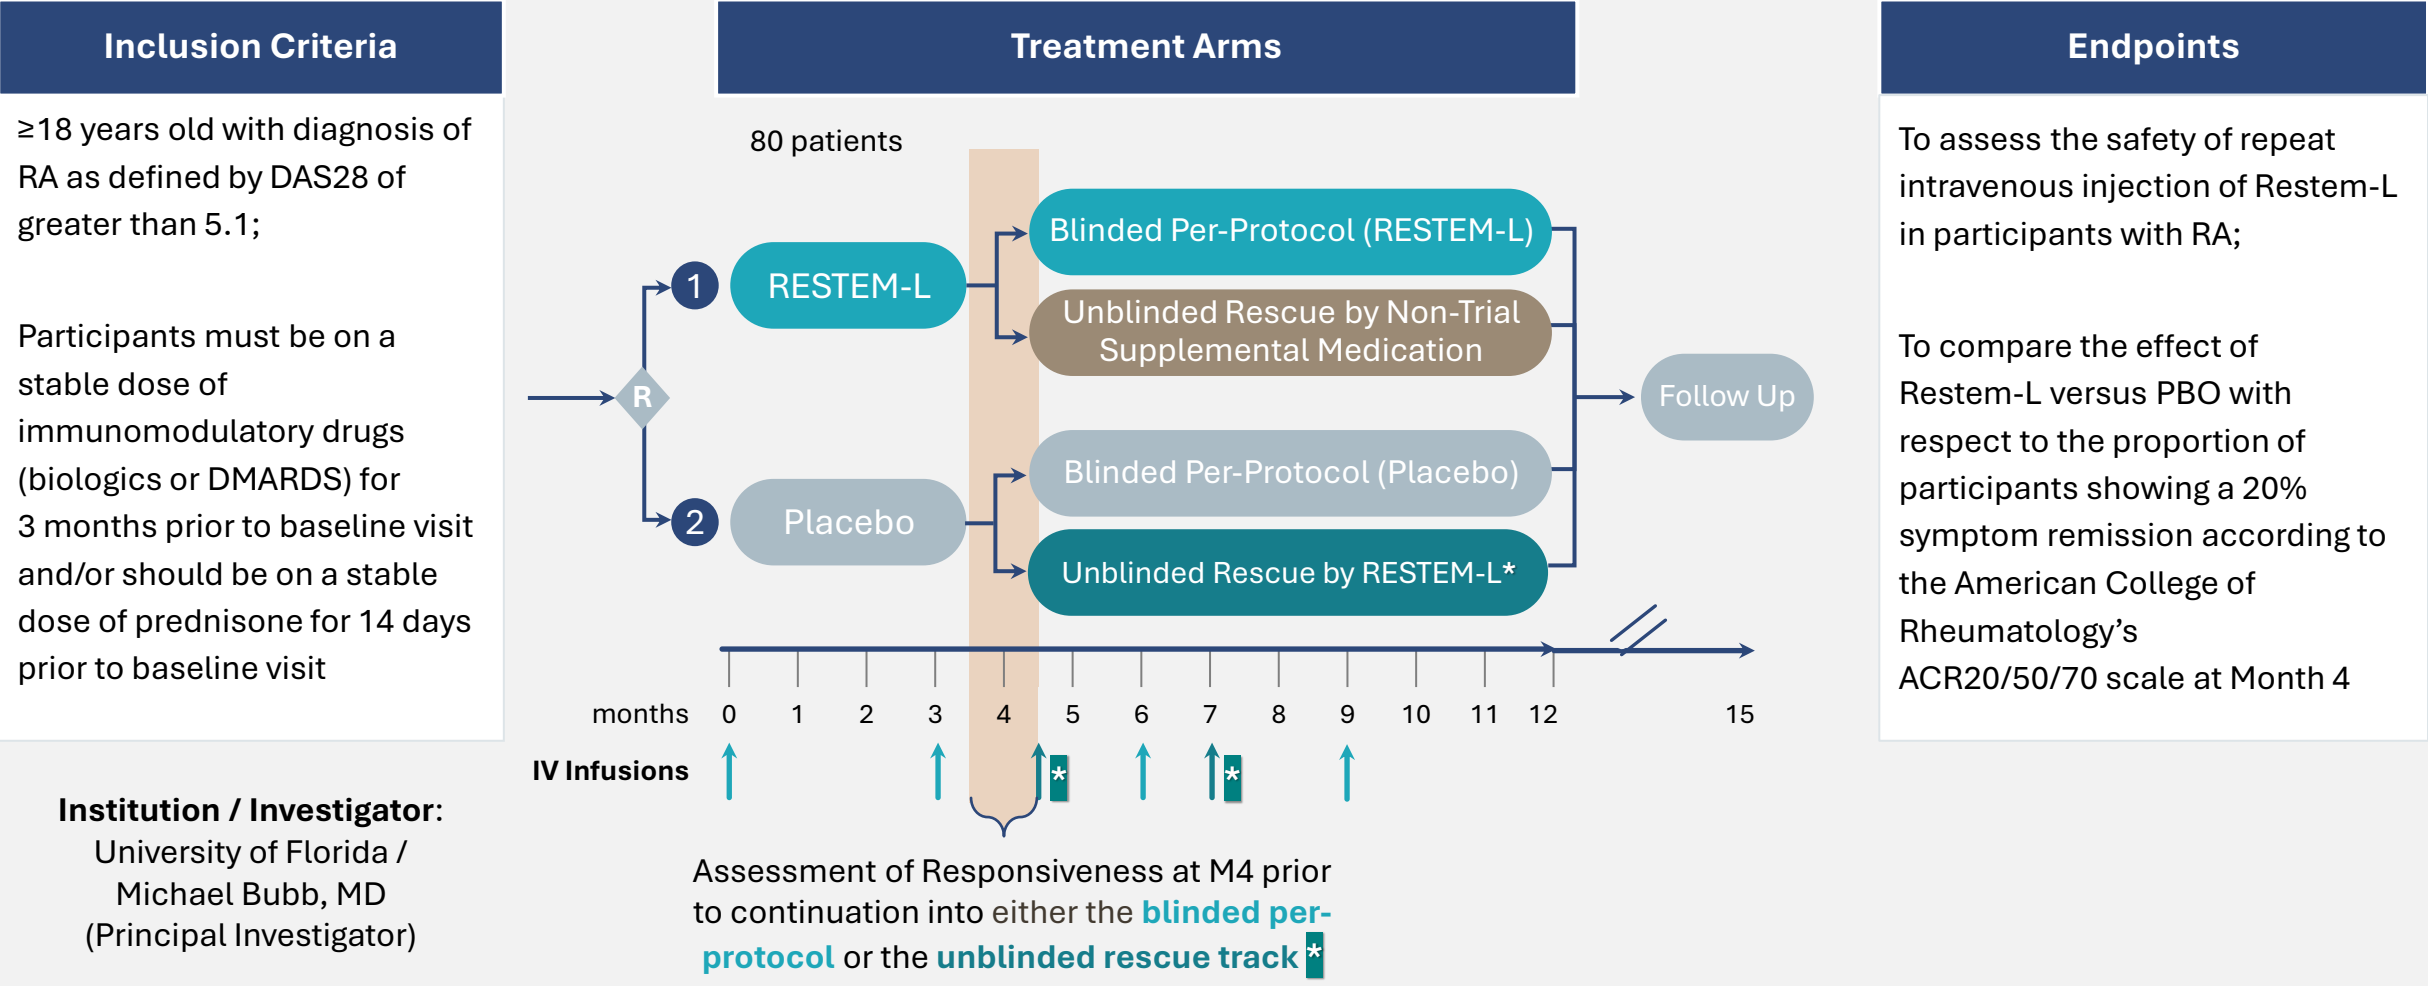 Inclusion Criteria
≥18 years old with diagnosis of
RA as defined by DAS28 of
greater than 5.1;
Participants must be on a
stable dose of
immunomodulatory drugs
(biologics or DMARDS) for
3 months prior to baseline visit
and/or should be on a stable
dose of prednisone for 14 days
prior to baseline visit
Institution / Investigator:
University of Florida /
Michael Bubb, MD
(Principal Investigator)
Treatment Arms
80 patients
R
1
RESTEM-L
Blinded Per-Protocol (RESTEM-L)
Unblinded Rescue by Non-Trial
Supplemental Medication
2
Placebo
Blinded Per-Protocol (Placebo)
Unblinded Rescue by RESTEM-L*
Follow Up
months 0 1 2 3 4 5 6 7 8 9 10 11 12 15
IV Infusions * *
Assessment of Responsiveness at M4 prior
to continuation into either the blinded per-
protocol or the unblinded rescue track *
Endpoints
To assess the safety of repeat
intravenous injection of Restem-L
in participants with RA;
To compare the effect of
Restem-L versus PBO with
respect to the proportion of
participants showing a 20%
symptom remission according to
the American College of
Rheumatology’s
ACR20/50/70 scale at Month 4